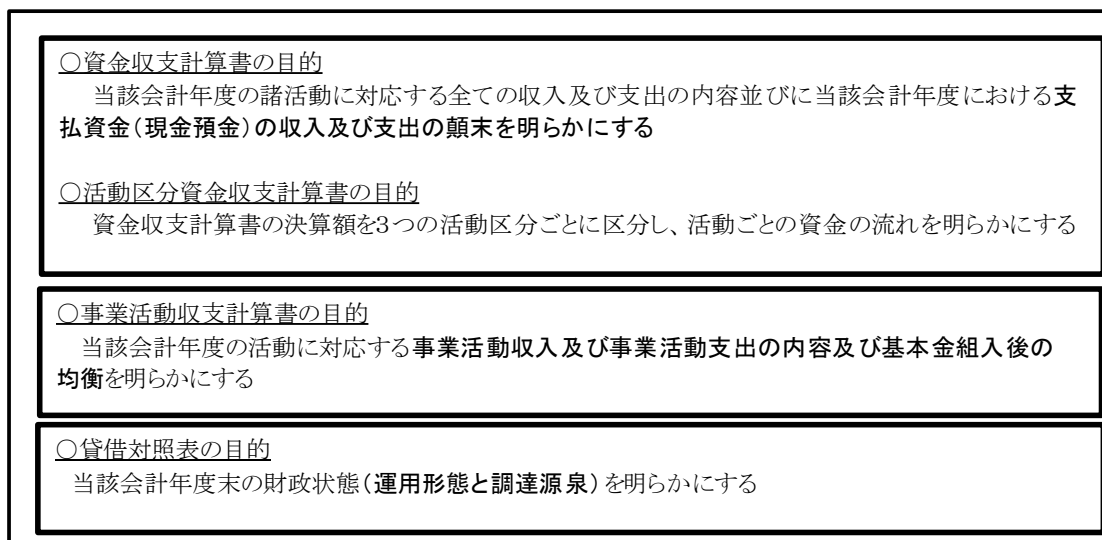 ○資金収支計算書の目的
当該会計年度の諸活動に対応する全ての収入及び支出の内容並びに当該会計年度における支
払資金(現金預金)の収入及び支出の顛末を明らかにする
○活動区分資金収支計算書の目的
資金収支計算書の決算額を3つの活動区分ごとに区分し、活動ごとの資金の流れを明らかにする
○事業活動収支計算書の目的
当該会計年度の活動に対応する事業活動収入及び事業活動支出の内容及び基本金組入後の
均衡を明らかにする
○貸借対照表の目的
当該会計年度末の財政状態(運用形態と調達源泉)を明らかにする